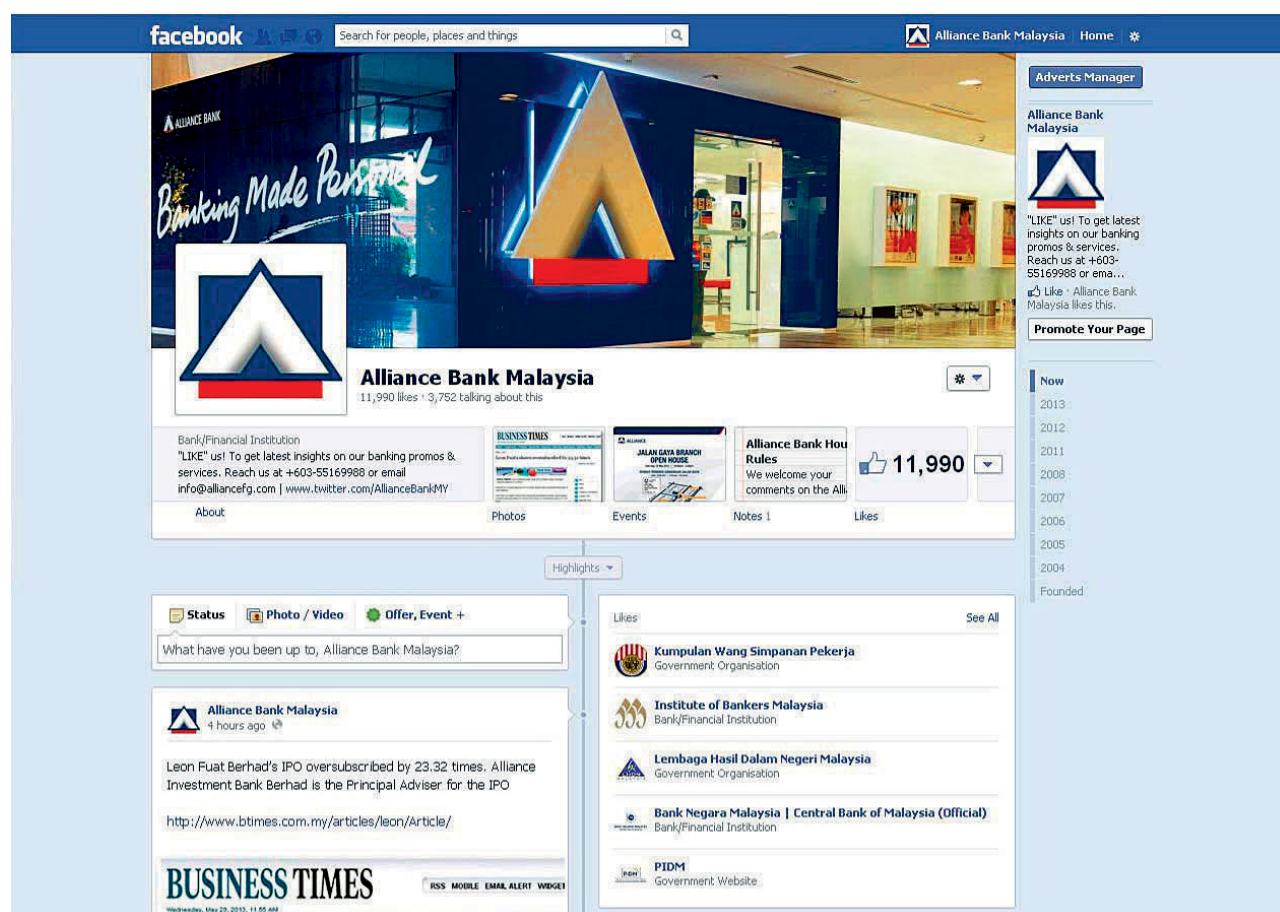 facebook
Search for people, places and things
Alliance Bank Malaysia Home
Adverts Manager
ALLIANCE BANK
Banking Made Personal
Alliance Bank
Malaysia
"LIKE" us! To get latest
insights on our banking
promos & services.
Reach us at +603-
55169988 or ema...
Like · Alliance Bank
Malaysia likes this.
Promote Your Page
Alliance Bank Malaysia
11,990 likes · 3,752 talking about this
Bank/Financial Institution
"LIKE" us! To get latest insights on our banking promos &
services. Reach us at +603-55169988 or email
info@alliancefg.com | www.twitter.com/AllianceBankMY
About
BUSINESS TIMES
Photos
ALLIANCE
JALAN GAYA BRANCH
OPEN HOUSE
Events
Alliance Bank Hou
Rules
We welcome your
comments on the Alli
Notes 1
11,990
Likes
Now
2013
2012
2011
2008
2007
2006
2005
2004
Founded
Highlights
Status Photo / Video Offer, Event +
What have you been up to, Alliance Bank Malaysia?
Alliance Bank Malaysia
4 hours ago
Leon Fuat Berhad's IPO oversubscribed by 23.32 times. Alliance
Investment Bank Berhad is the Principal Adviser for the IPO
http://www.btimes.com.my/articles/leon/Article/
BUSINESS TIMES
RSS MOBILE EMAIL ALERT WIDGET
Wednesday, May 29, 2013, 11.55 AM
Likes See All
Kumpulan Wang Simpanan Pekerja
Government Organisation
Institute of Bankers Malaysia
Bank/Financial Institution
Lembaga Hasil Dalam Negeri Malaysia
Government Organisation
Bank Negara Malaysia | Central Bank of Malaysia (Official)
Bank/Financial Institution
PIDM
Government Website